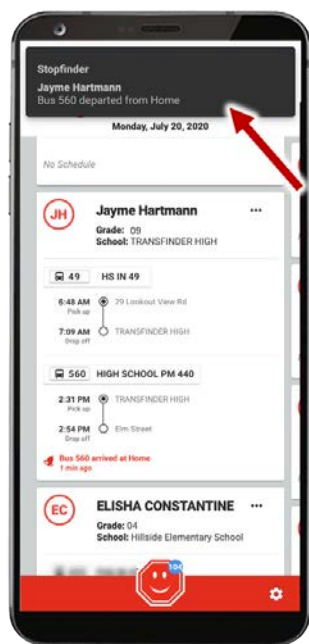 Stopfinder
Jayme Hartmann
Bus 560 departed from Home
Monday, July 20, 2020
No Schedule
JH
Jayme Hartmann
Grade: 09
School: TRANSFINDER HIGH
49 HS IN 49
6:48 AM 29 Lookout View Rd
Pick up
7:09 AM TRANSFINDER HIGH
Drop off
560 HIGH SCHOOL PM 440
2:31 PM TRANSFINDER HIGH
Pick up
2:54 PM Elm Street
Drop off
Bus 560 arrived at Home
1 min ago
EC
ELISHA CONSTANTINE
Grade: 04
School: Hillside Elementary School
104